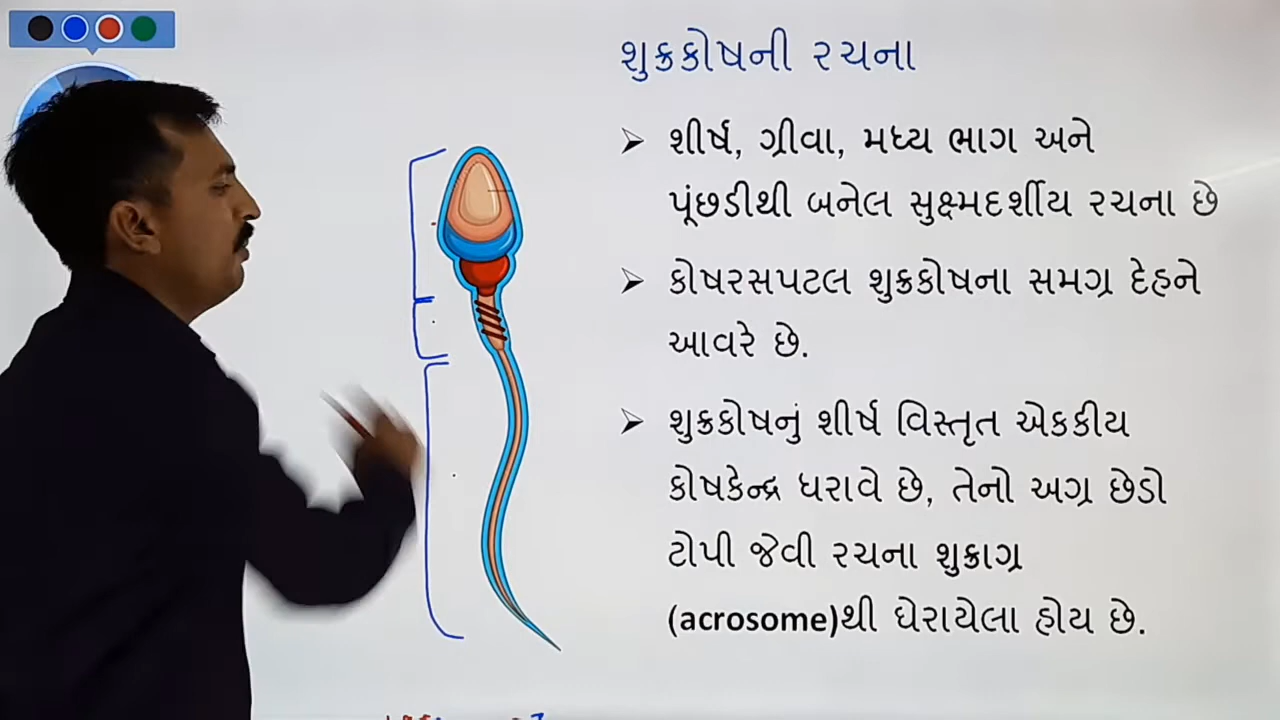 શુક્રકોષની રચના
➢ શીર્ષ, ગ્રીવા, મધ્ય ભાગ અને
પૂંછડીથી બનેલ સુક્ષ્મદર્શીય રચના છે
➢ કોષરસપટલ શુક્રકોષના સમગ્ર દેહને
આવરે છે.
➢ શુક્રકોષનું શીર્ષ વિસ્તૃત એકકીય
કોષકેન્દ્ર ધરાવે છે, તેનો અગ્ર છેડો
ટોપી જેવી રચના શુક્રાગ્ર
(acrosome)થી ઘેરાયેલા હોય છે.